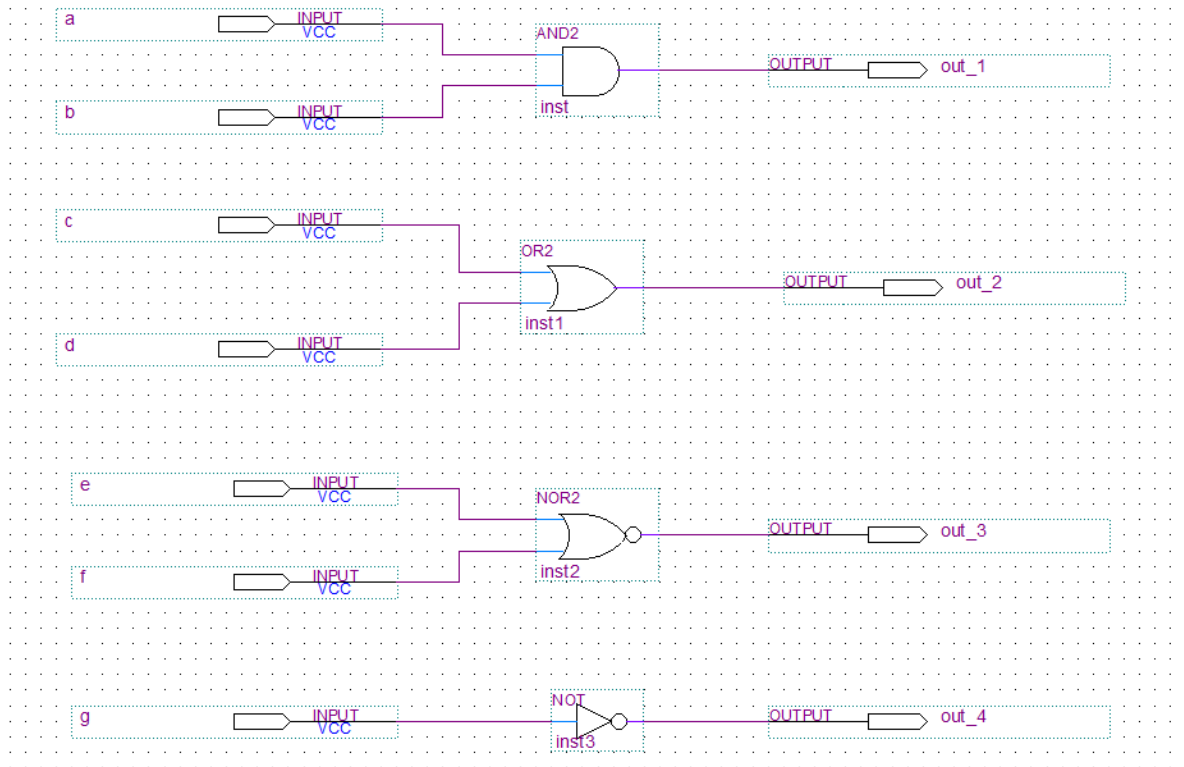 a INPUT
VCC
AND2
OUTPUT out_1
b INPUT
VCC
inst
c INPUT
VCC
OR2
OUTPUT out_2
inst1
d INPUT
VCC
e INPUT
VCC
NOR2
OUTPUT out_3
inst2
f INPUT
VCC
NOT
g INPUT
VCC
OUTPUT out_4
inst3